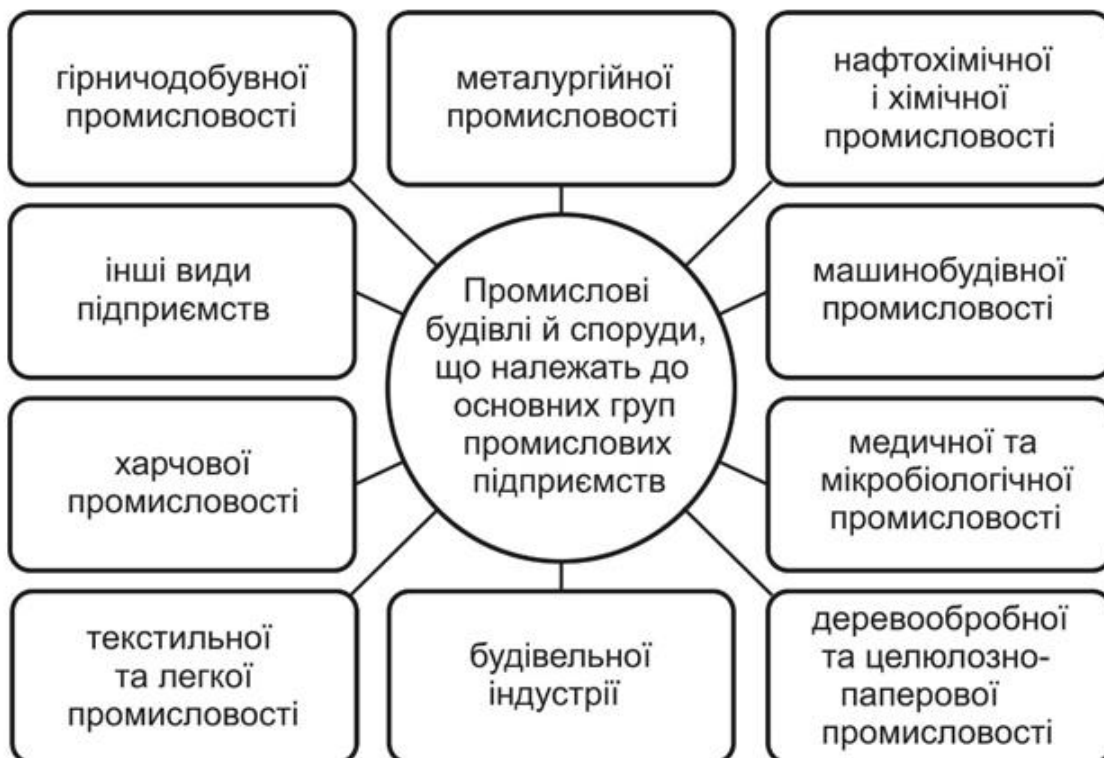 гірничодобувної
промисловості
металургійної
промисловості
нафтохімічної
і хімічної
промисловості
інші види
підприємств
Промислові
будівлі й споруди,
що належать до
основних груп
промислових
підприємств
машинобудівної
промисловості
харчової
промисловості
медичної та
мікробіологічної
промисловості
текстильної
та легкої
промисловості
будівельної
індустрії
деревообробної
та целюлозно-
паперової
промисловості